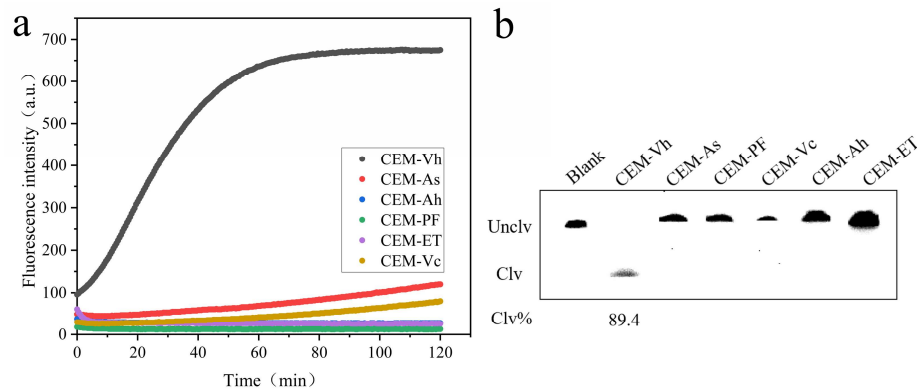 a
700
600
500
400
300
200
100
0
Fluorescence intensity（a.u.）
CEM-Vh
CEM-As
CEM-Ah
CEM-PF
CEM-ET
CEM-Vc
0 20 40 60 80 100 120
Time（min）
b
Blank CEM-Vh CEM-As CEM-PF CEM-Vc CEM-Ah CEM-ET
Unclv
Clv
Clv% 89.4